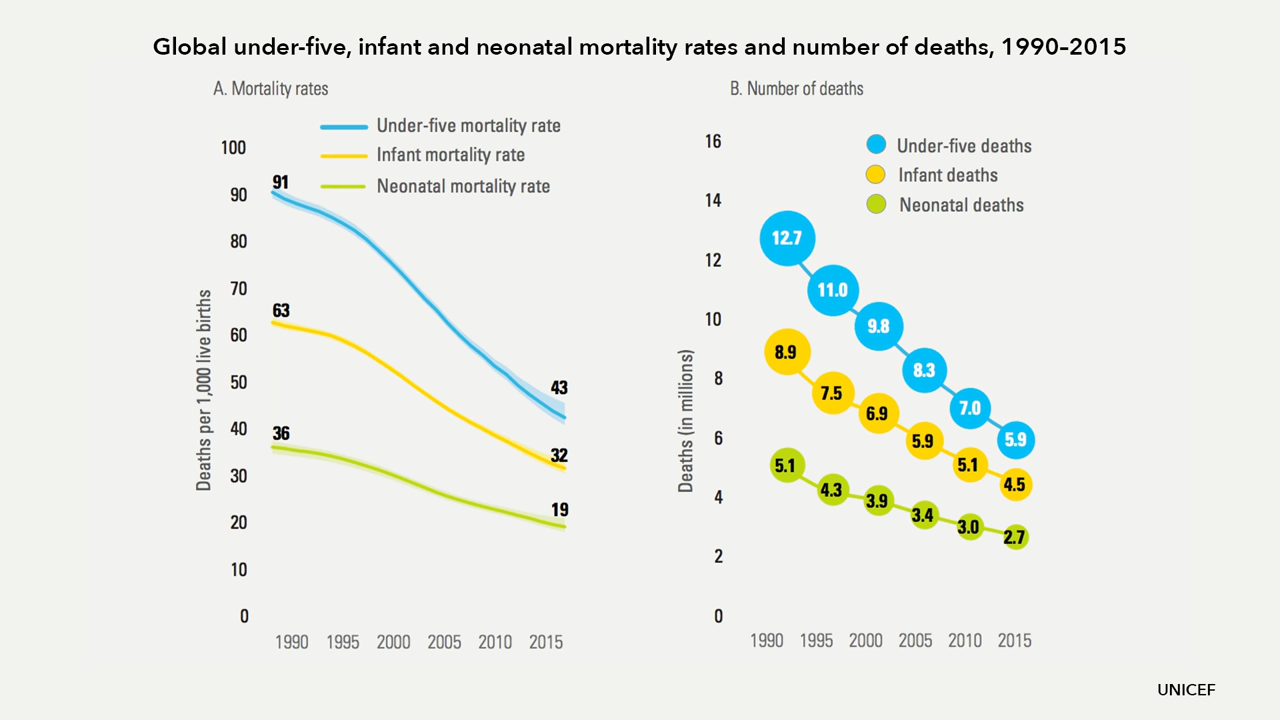 Global under-five, infant and neonatal mortality rates and number of deaths, 1990–2015
A. Mortality rates
Under-five mortality rate
Infant mortality rate
Neonatal mortality rate
Deaths per 1,000 live births
100
90
80
70
60
50
40
30
20
10
0
91
63
36
43
32
19
1990 1995 2000 2005 2010 2015
B. Number of deaths
Under-five deaths
Infant deaths
Neonatal deaths
Deaths (in millions)
16
14
12
10
8
6
4
2
0
12.7 11.0 9.8 8.3 7.0 5.9
8.9 7.5 6.9 5.9 5.1 4.5
5.1 4.3 3.9 3.4 3.0 2.7
1990 1995 2000 2005 2010 2015
UNICEF